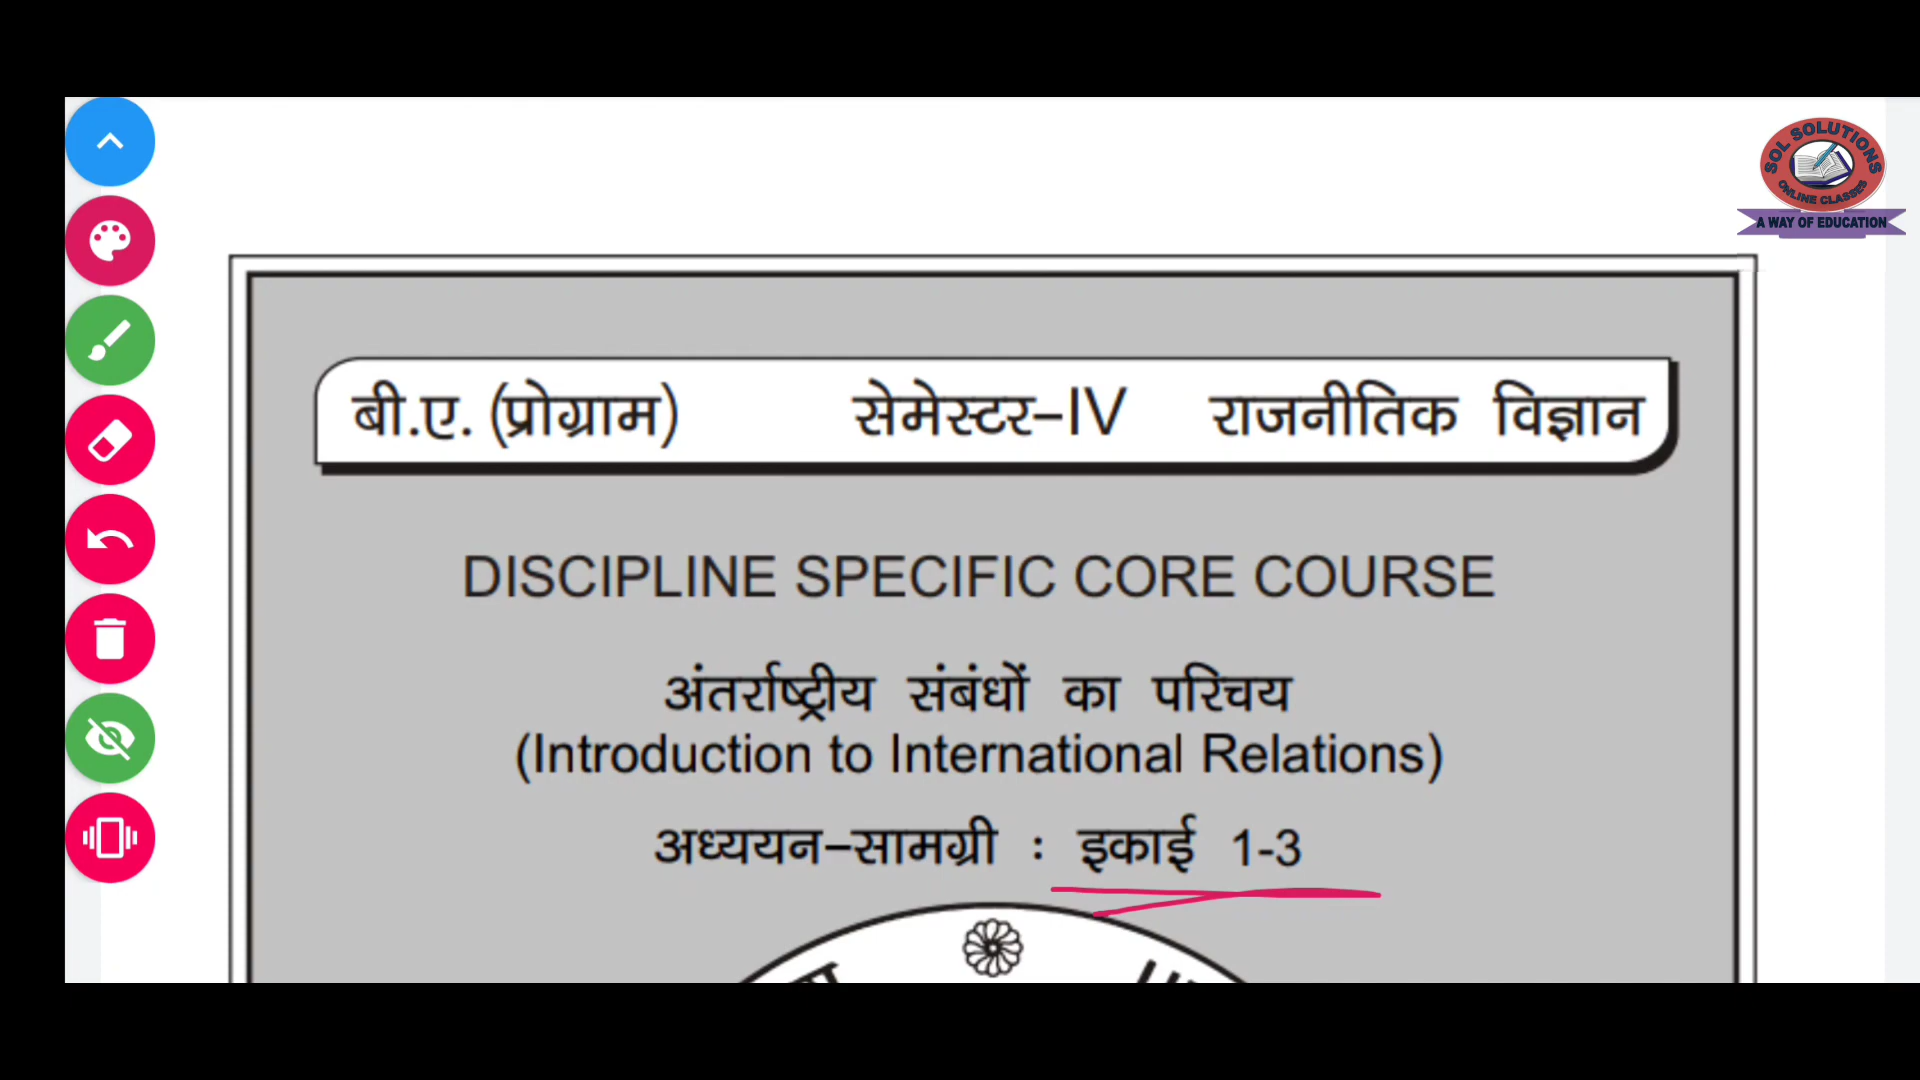 SOL SOLUTIONS
ONLINE CLASSES
A WAY OF EDUCATION
बी.ए. (प्रोग्राम) सेमेस्टर–IV राजनीतिक विज्ञान
DISCIPLINE SPECIFIC CORE COURSE
अंतर्राष्ट्रीय संबंधों का परिचय
(Introduction to International Relations)
अध्ययन–सामग्री : इकाई 1-3